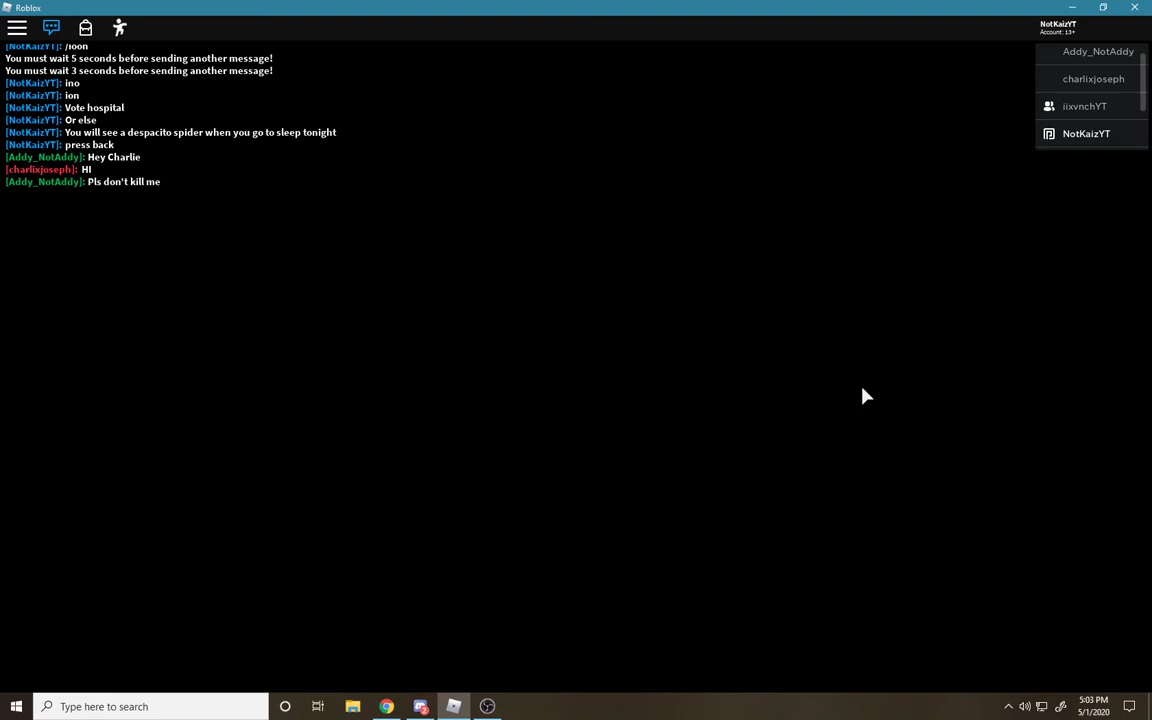 Roblox
NotKaizYT
Account: 13+
[NotKaizYT]: /ioon
You must wait 5 seconds before sending another message!
You must wait 3 seconds before sending another message!
[NotKaizYT]: ino
[NotKaizYT]: ion
[NotKaizYT]: Vote hospital
[NotKaizYT]: Or else
[NotKaizYT]: You will see a despacito spider when you go to sleep tonight
[NotKaizYT]: press back
[Addy_NotAddy]: Hey Charlie
[charlixjoseph]: HI
[Addy_NotAddy]: Pls don't kill me
Addy_NotAddy
charlixjoseph
iixvnchYT
NotKaizYT
Type here to search
2
5:03 PM
5/1/2020